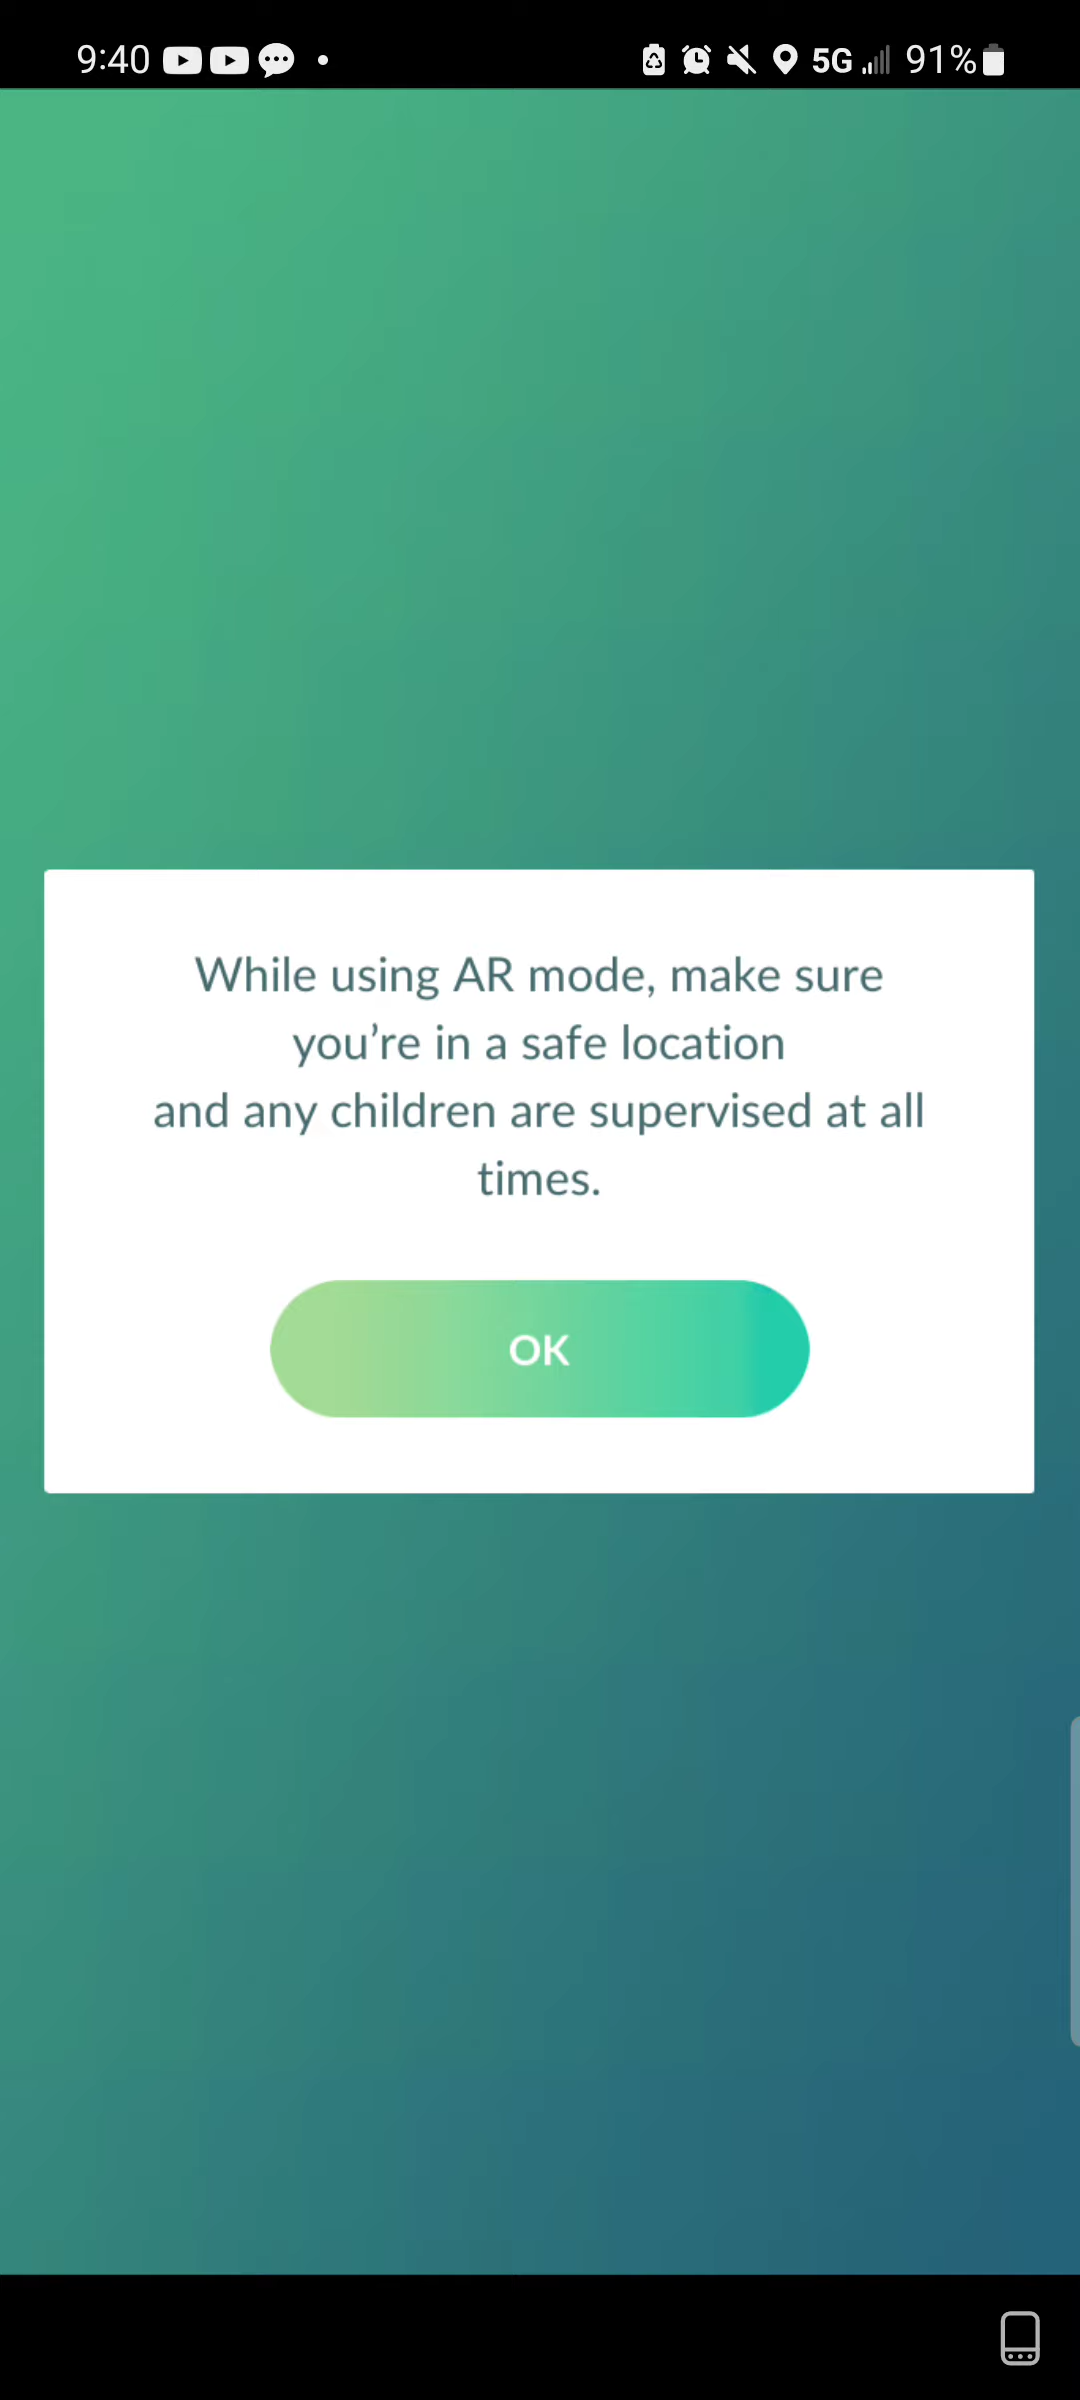 9:40 5G 91%
While using AR mode, make sure
you’re in a safe location
and any children are supervised at all
times.
OK